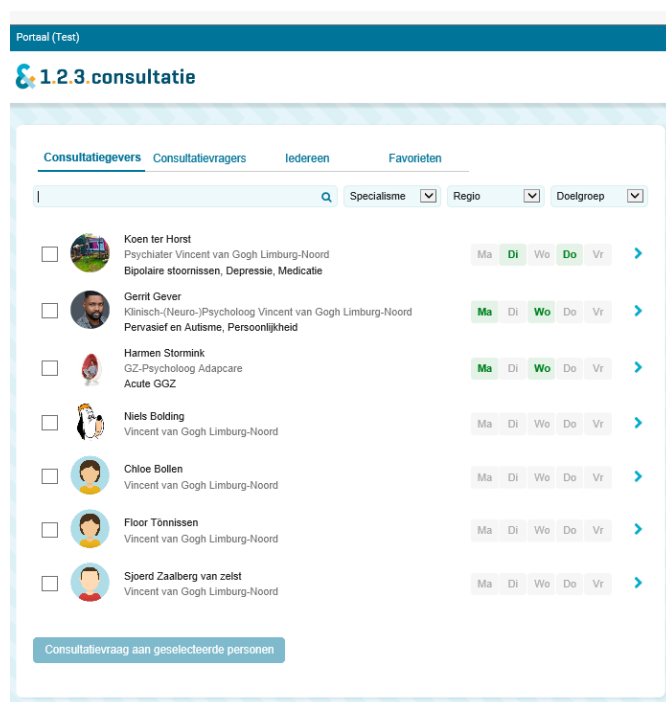 Portaal (Test)
1.2.3.consultatie
Consultatiegevers Consultatievragers Iedereen Favorieten
Specialisme Regio Doelgroep
Koen ter Horst
Psychiater Vincent van Gogh Limburg-Noord
Bipolaire stoornissen, Depressie, Medicatie
Ma Di Wo Do Vr
Gerrit Gever
Klinisch-(Neuro-)Psycholoog Vincent van Gogh Limburg-Noord
Pervasief en Autisme, Persoonlijkheid
Ma Di Wo Do Vr
Harmen Stormink
GZ-Psycholoog Adapcare
Acute GGZ
Ma Di Wo Do Vr
Niels Bolding
Vincent van Gogh Limburg-Noord
Ma Di Wo Do Vr
Chloe Bollen
Vincent van Gogh Limburg-Noord
Ma Di Wo Do Vr
Floor Tönnissen
Vincent van Gogh Limburg-Noord
Ma Di Wo Do Vr
Sjoerd Zaalberg van zelst
Vincent van Gogh Limburg-Noord
Ma Di Wo Do Vr
Consultatievraag aan geselecteerde personen